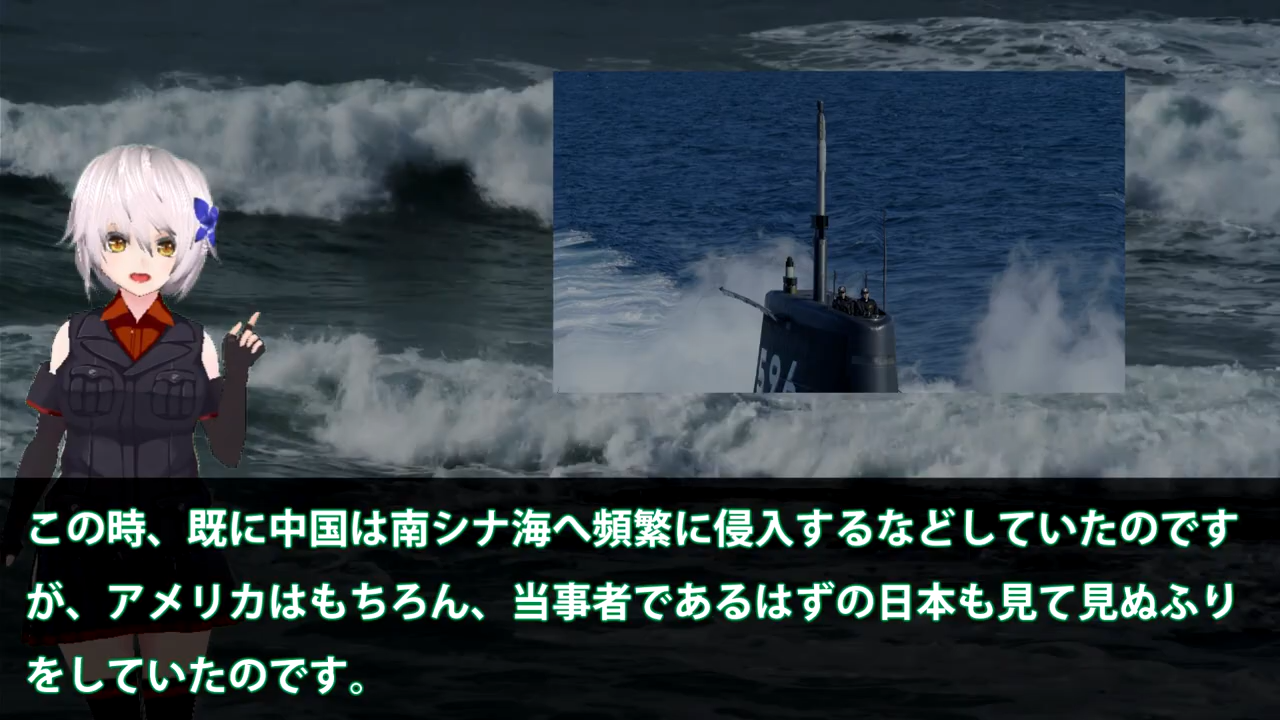 596
この時、既に中国は南シナ海へ頻繁に侵入するなどしていたのです
が、アメリカはもちろん、当事者であるはずの日本も見て見ぬふり
をしていたのです。